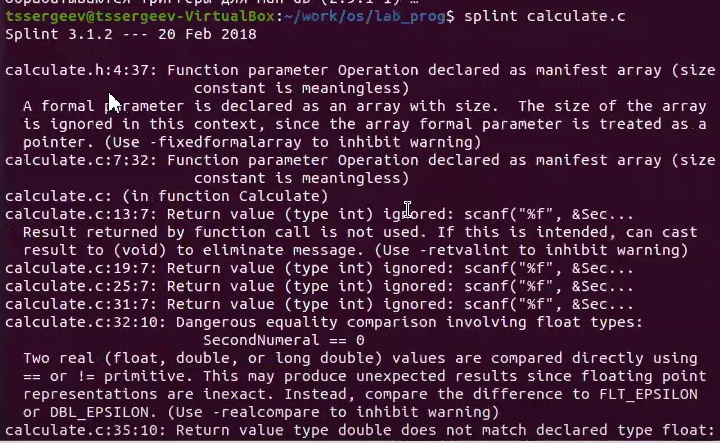 tssergeev@tssergeev-VirtualBox:~/work/os/lab_prog$ splint calculate.c
Splint 3.1.2 --- 20 Feb 2018
calculate.h:4:37: Function parameter Operation declared as manifest array (size
constant is meaningless)
A formal parameter is declared as an array with size.  The size of the array
is ignored in this context, since the array formal parameter is treated as a
pointer. (Use -fixedformalarray to inhibit warning)
calculate.c:7:32: Function parameter Operation declared as manifest array (size
constant is meaningless)
calculate.c: (in function Calculate)
calculate.c:13:7: Return value (type int) ignored: scanf("%f", &Sec...
Result returned by function call is not used. If this is intended, can cast
result to (void) to eliminate message. (Use -retvalint to inhibit warning)
calculate.c:19:7: Return value (type int) ignored: scanf("%f", &Sec...
calculate.c:25:7: Return value (type int) ignored: scanf("%f", &Sec...
calculate.c:31:7: Return value (type int) ignored: scanf("%f", &Sec...
calculate.c:32:10: Dangerous equality comparison involving float types:
SecondNumeral == 0
Two real (float, double, or long double) values are compared directly using
== or != primitive. This may produce unexpected results since floating point
representations are inexact. Instead, compare the difference to FLT_EPSILON
or DBL_EPSILON. (Use -realcompare to inhibit warning)
calculate.c:35:10: Return value type double does not match declared type float: